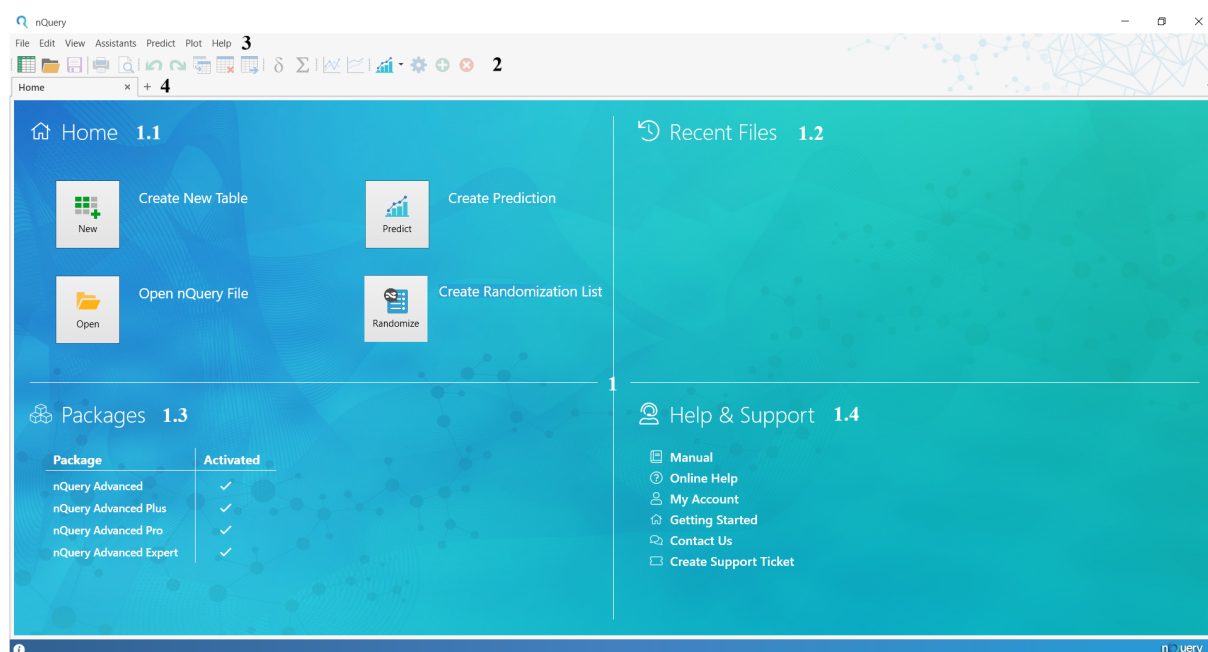 nQuery
File Edit View Assistants Predict Plot Help 3
δ Σ 2
Home × + 4
Home 1.1
Create New Table
New
Create Prediction
Predict
Open nQuery File
Open
Create Randomization List
Randomize
Recent Files 1.2
1
Packages 1.3
Package Activated
nQuery Advanced
nQuery Advanced Plus
nQuery Advanced Pro
nQuery Advanced Expert
Help & Support 1.4
Manual
Online Help
My Account
Getting Started
Contact Us
Create Support Ticket
nQuery